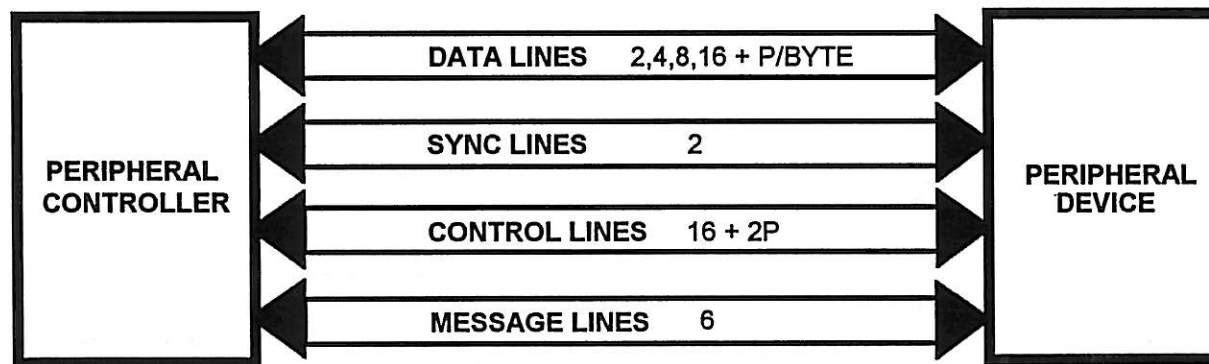 PERIPHERAL
CONTROLLER
DATA LINES 2,4,8,16 + P/BYTE
SYNC LINES 2
CONTROL LINES 16 + 2P
MESSAGE LINES 6
PERIPHERAL
DEVICE